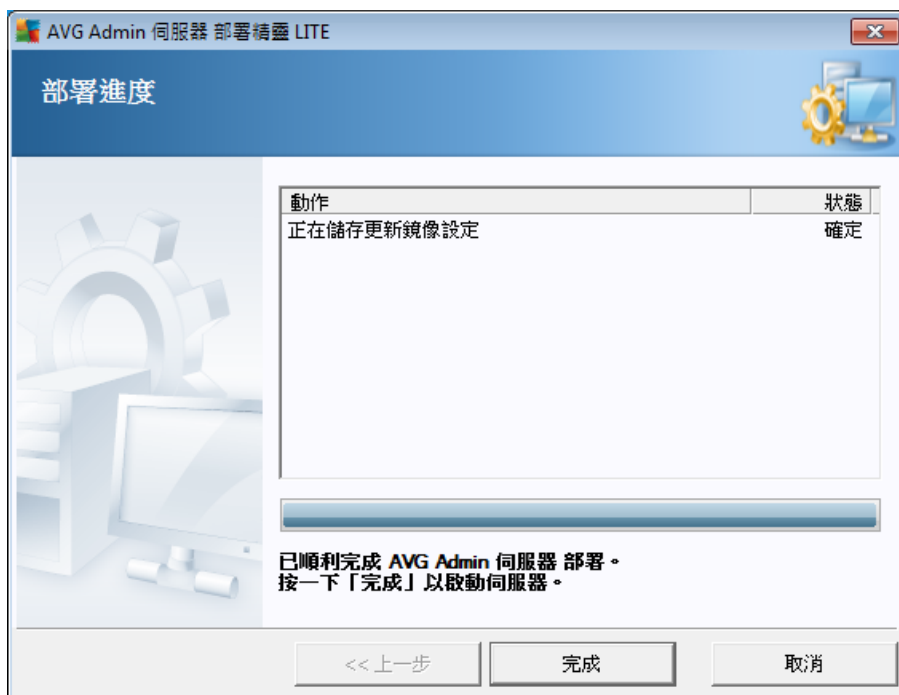 AVG Admin 伺服器 部署精靈 LITE
部署進度
動作 狀態
正在儲存更新鏡像設定 確定
已順利完成 AVG Admin 伺服器 部署。
按一下「完成」以啟動伺服器。
<< 上一步 完成 取消